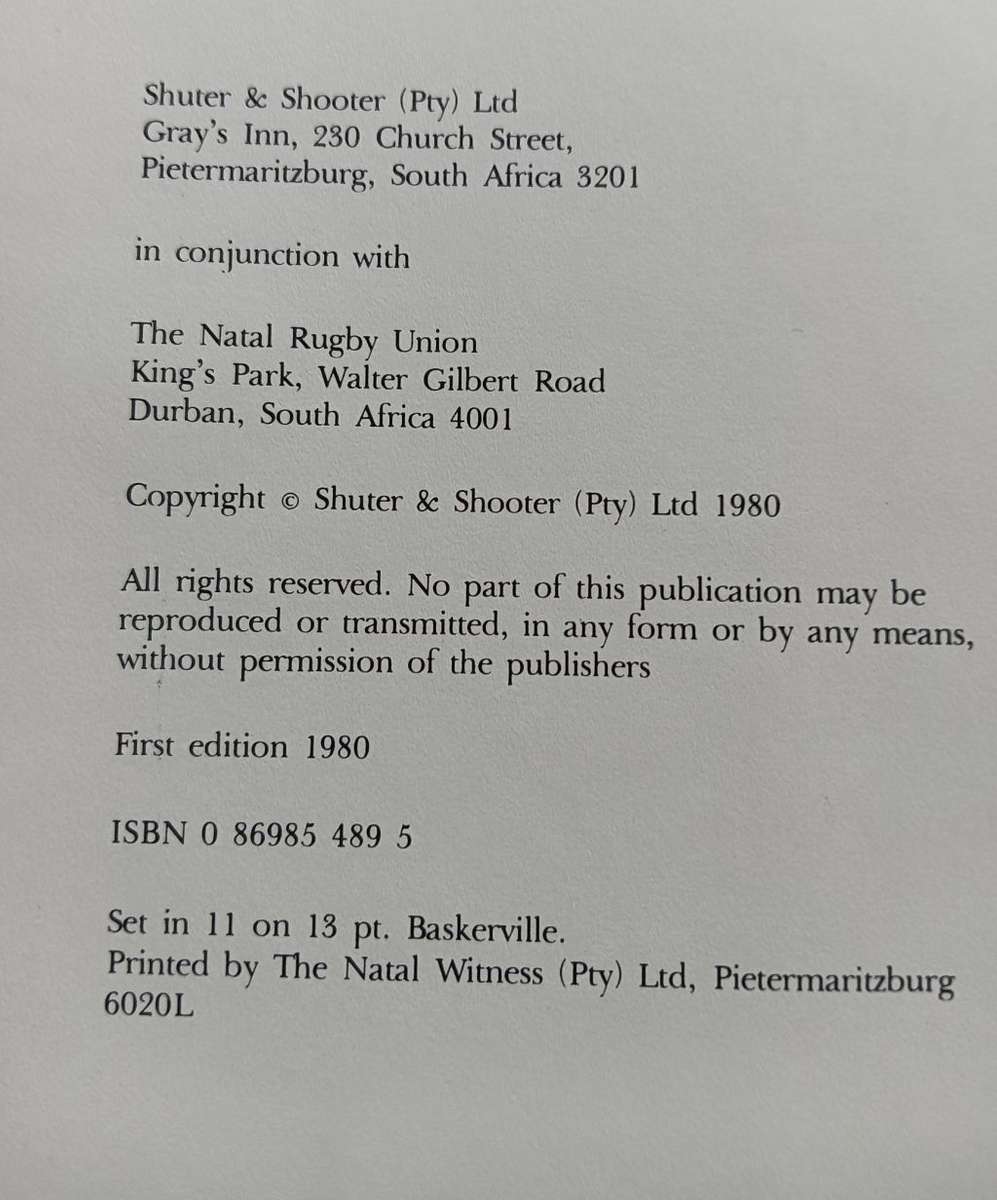 Shuter & Shooter (Pty) Ltd
Gray's Inn, 230 Church Street,
Pietermaritzburg, South Africa 3201
in conjunction with
The Natal Rugby Union
King's Park, Walter Gilbert Road
Durban, South Africa 4001
Copyright © Shuter & Shooter (Pty) Ltd 1980
All rights reserved. No part of this publication may be
reproduced or transmitted, in any form or by any means,
without permission of the publishers
First edition 1980
ISBN 0 86985 489 5
Set in 11 on 13 pt. Baskerville.
Printed by The Natal Witness (Pty) Ltd, Pietermaritzburg
6020L